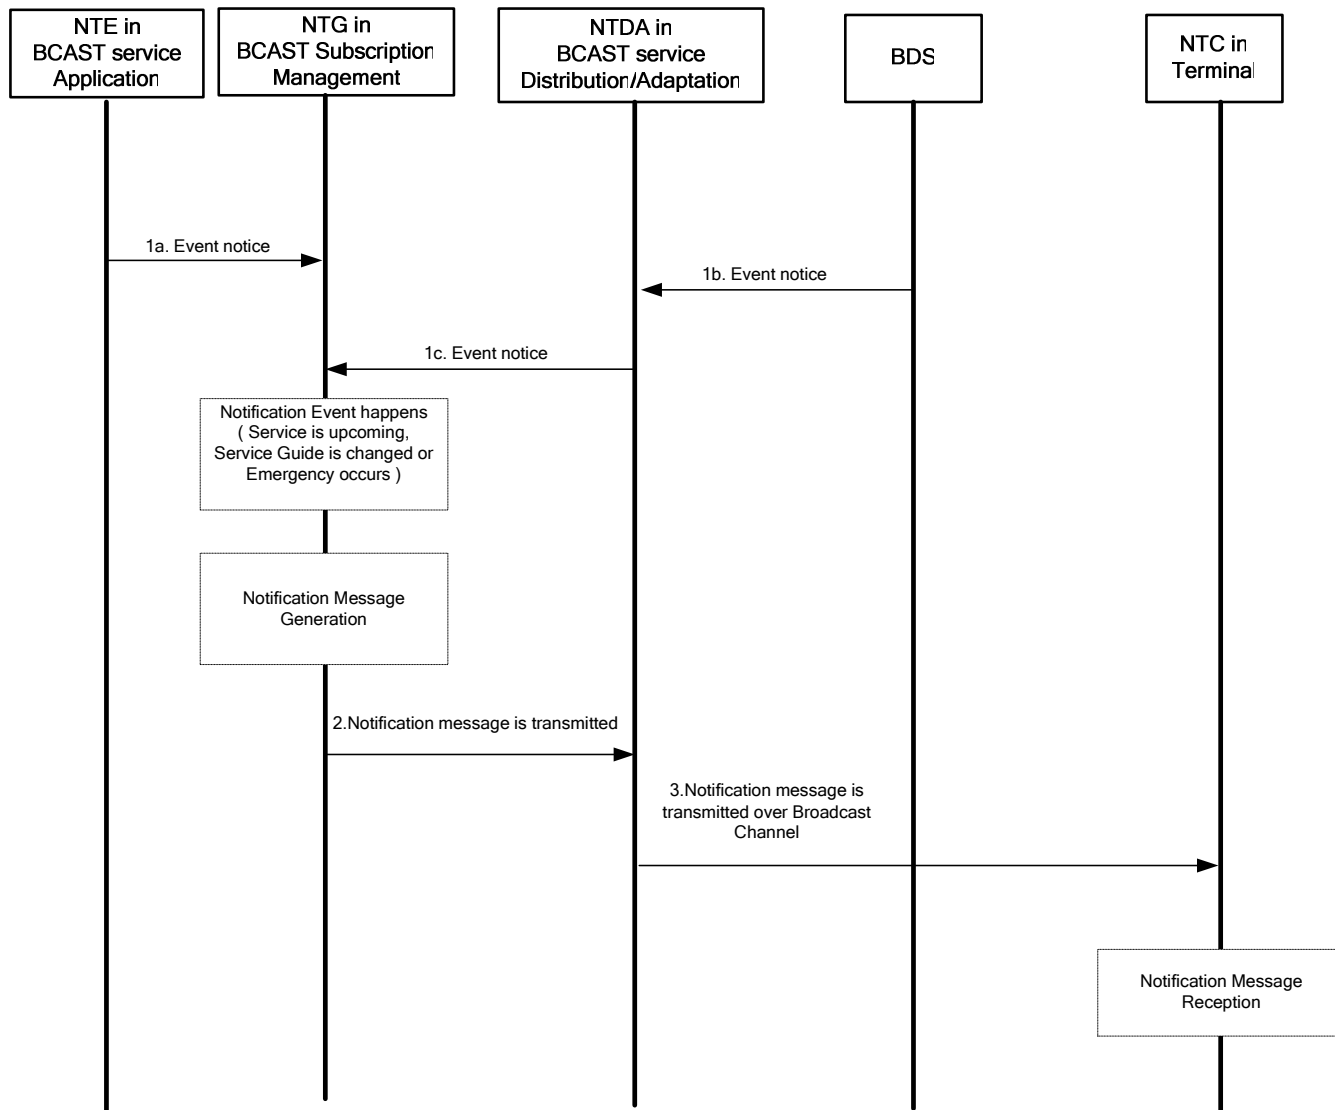 NTE in
BCAST service
Application
NTG in
BCAST Subscription
Management
NTDA in
BCAST service
Distribution/Adaptation
BDS
NTC in
Terminal
1a. Event notice
1b. Event notice
1c. Event notice
Notification Event happens
( Service is upcoming,
Service Guide is changed or
Emergency occurs )
Notification Message
Generation
2.Notification message is transmitted
3.Notification message is
transmitted over Broadcast
Channel
Notification Message
Reception